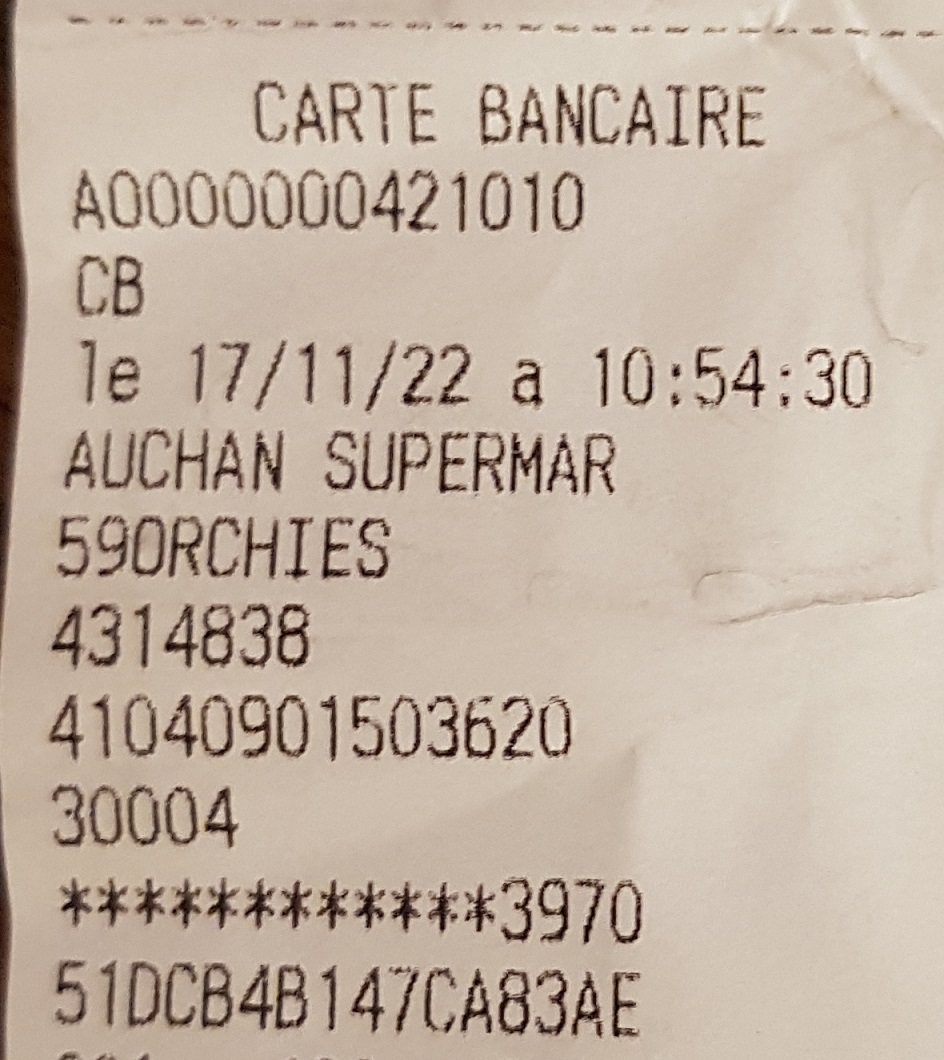 CARTE BANCAIRE
A0000000421010
CB
le 17/11/22 a 10:54:30
AUCHAN SUPERMAR
59ORCHIES
4314838
41040901503620
30004
************3970
51DCB4B147CA83AE